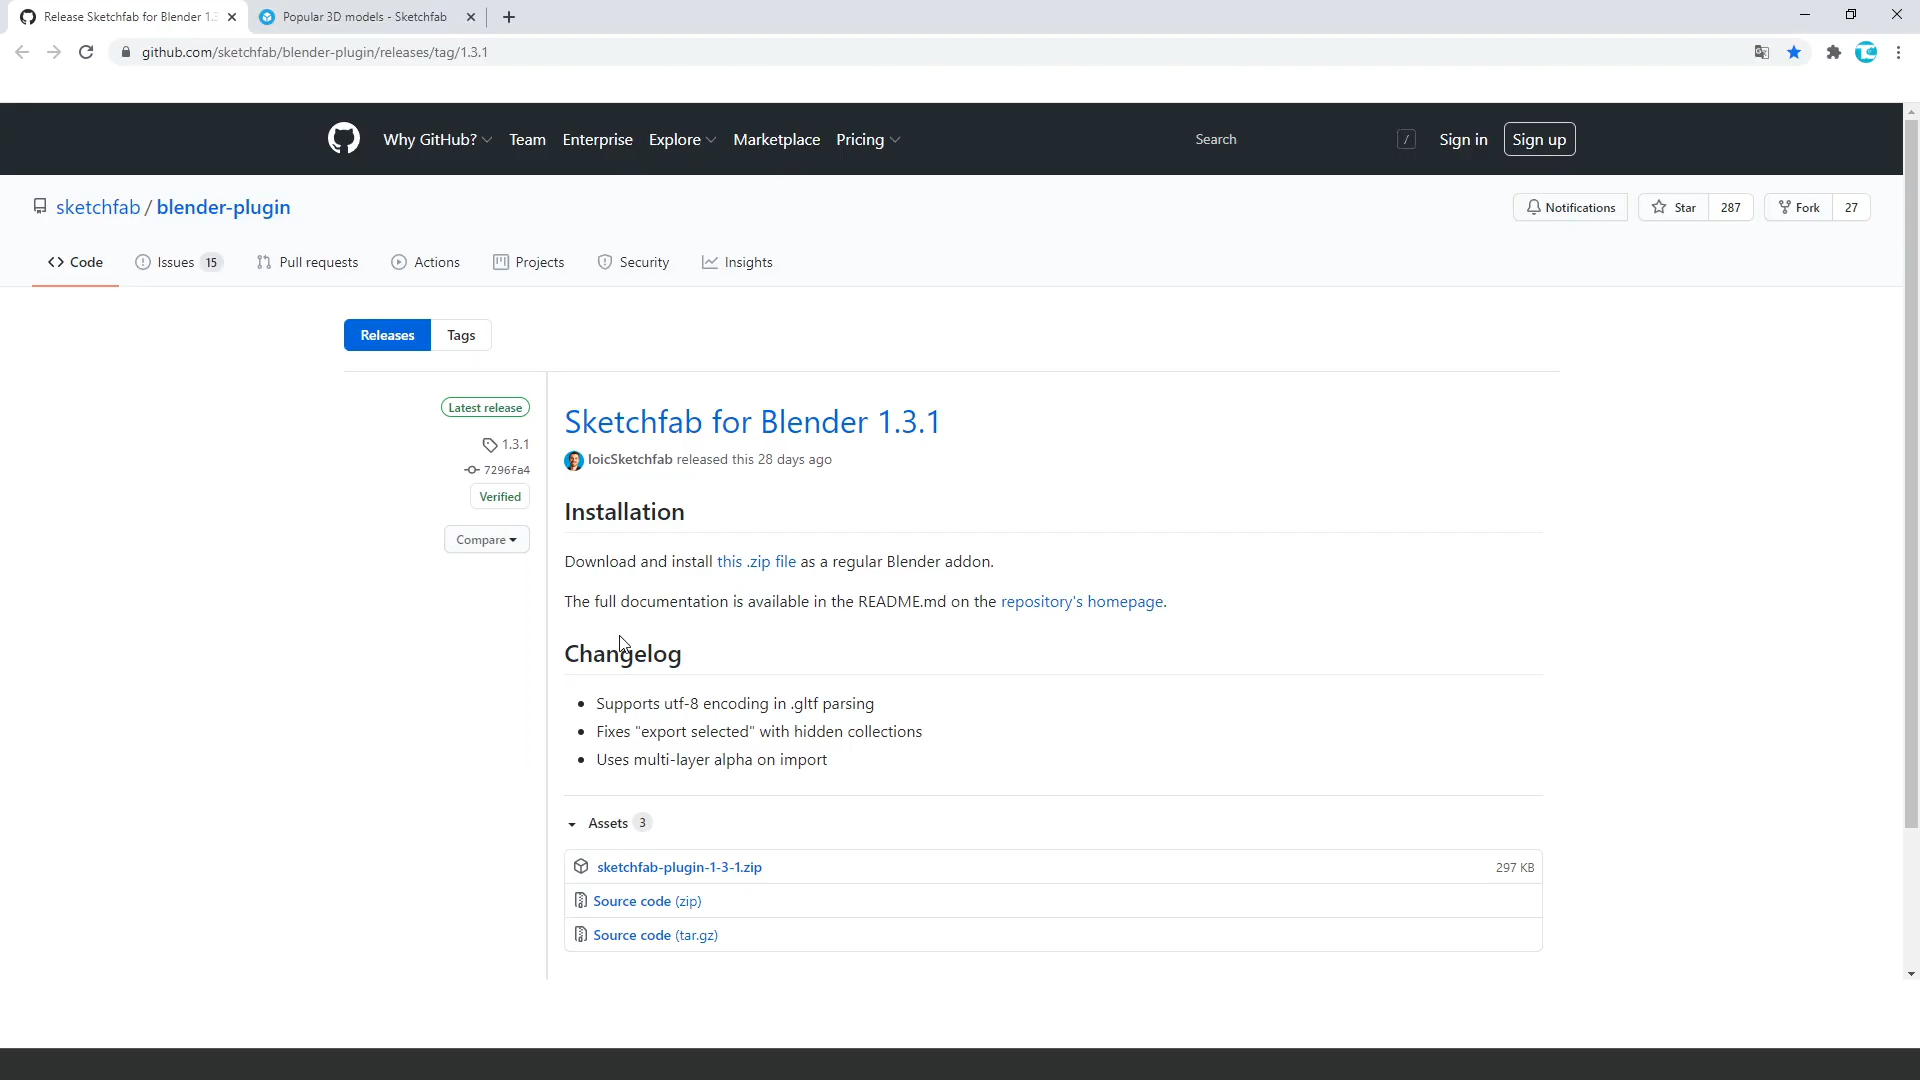 Release Sketchfab for Blender 1.3
Popular 3D models - Sketchfab
github.com/sketchfab/blender-plugin/releases/tag/1.3.1
Why GitHub? Team Enterprise Explore Marketplace Pricing Search / Sign in Sign up
sketchfab / blender-plugin Notifications Star 287 Fork 27
Code Issues 15 Pull requests Actions Projects Security Insights
Releases Tags
Latest release
1.3.1
7296fa4
Verified
Compare
Sketchfab for Blender 1.3.1
loicSketchfab released this 28 days ago
Installation
Download and install this .zip file as a regular Blender addon.
The full documentation is available in the README.md on the repository's homepage.
Changelog
• Supports utf-8 encoding in .gltf parsing
• Fixes "export selected" with hidden collections
• Uses multi-layer alpha on import
Assets 3
sketchfab-plugin-1-3-1.zip 297 KB
Source code (zip)
Source code (tar.gz)